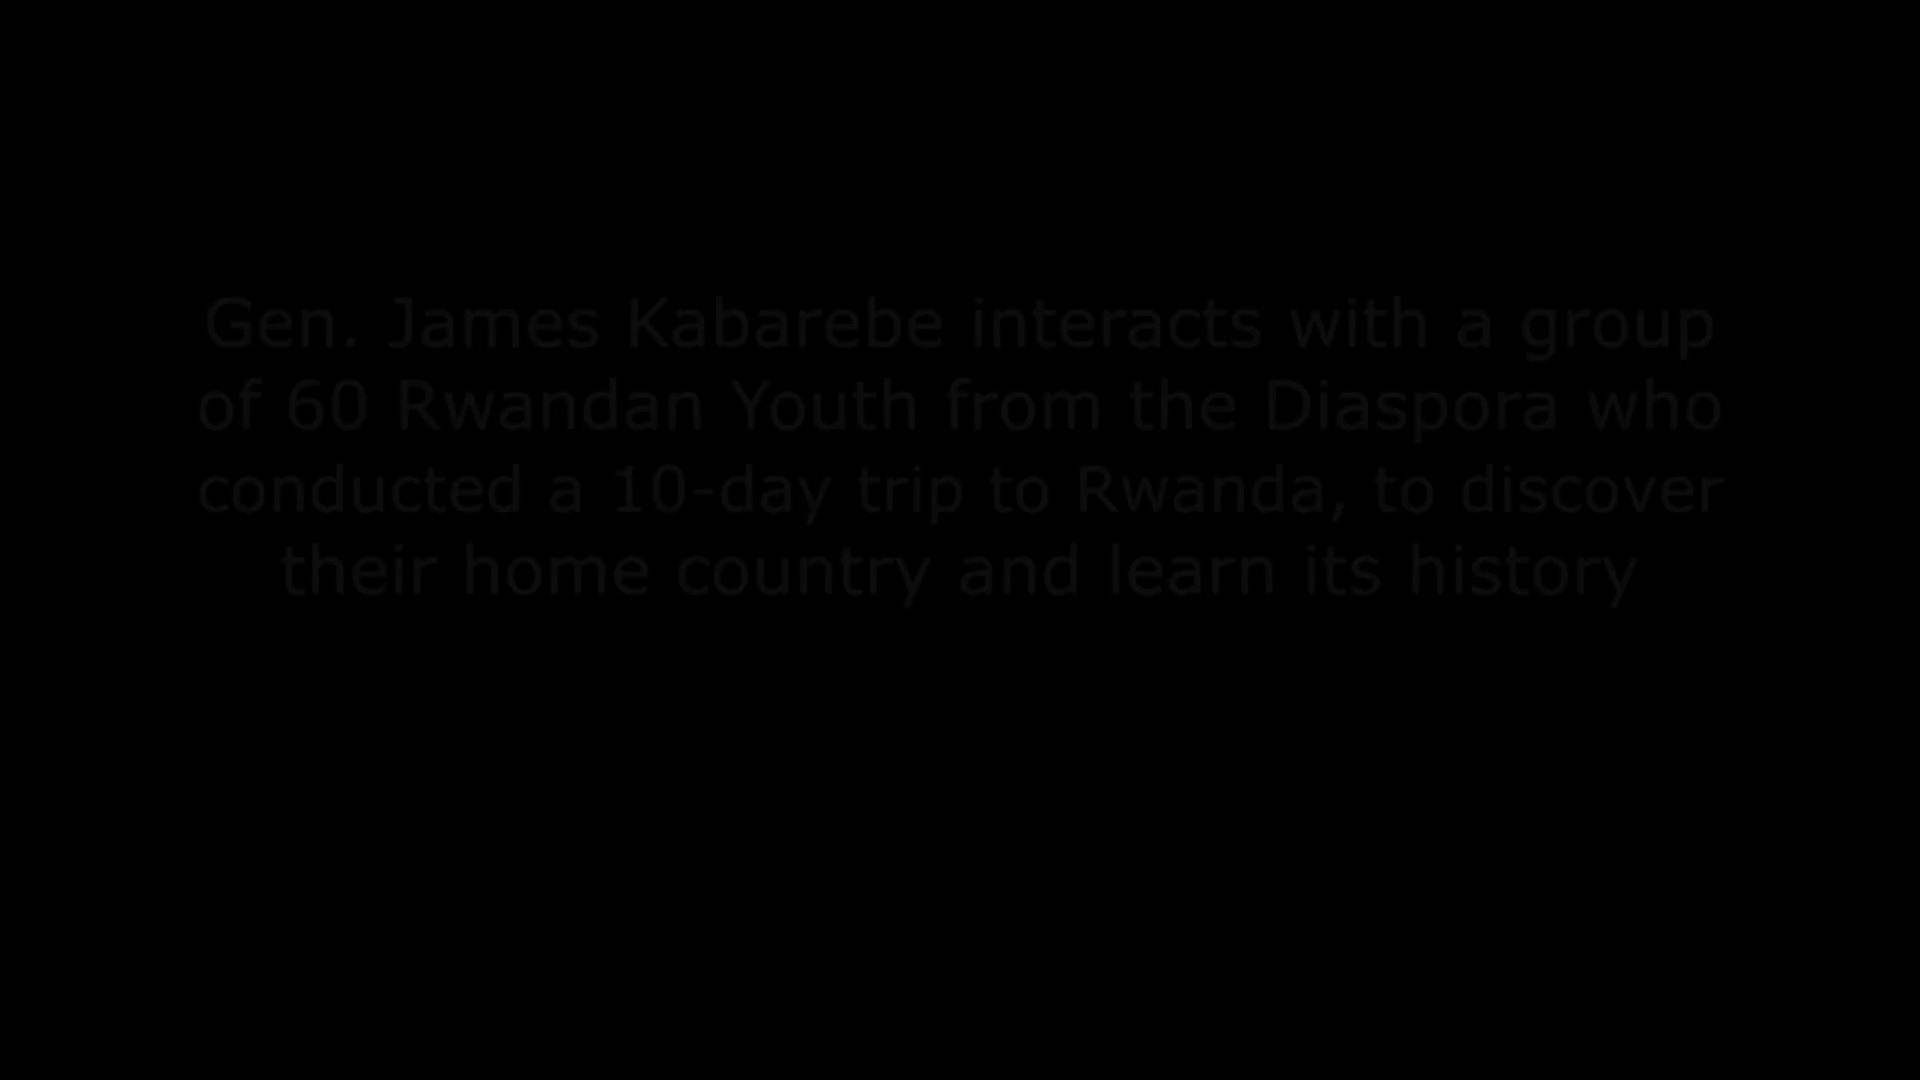 Gen. James Kabarebe interacts with a group
of 60 Rwandan Youth from the Diaspora who
conducted a 10-day trip to Rwanda, to discover
their home country and learn its history